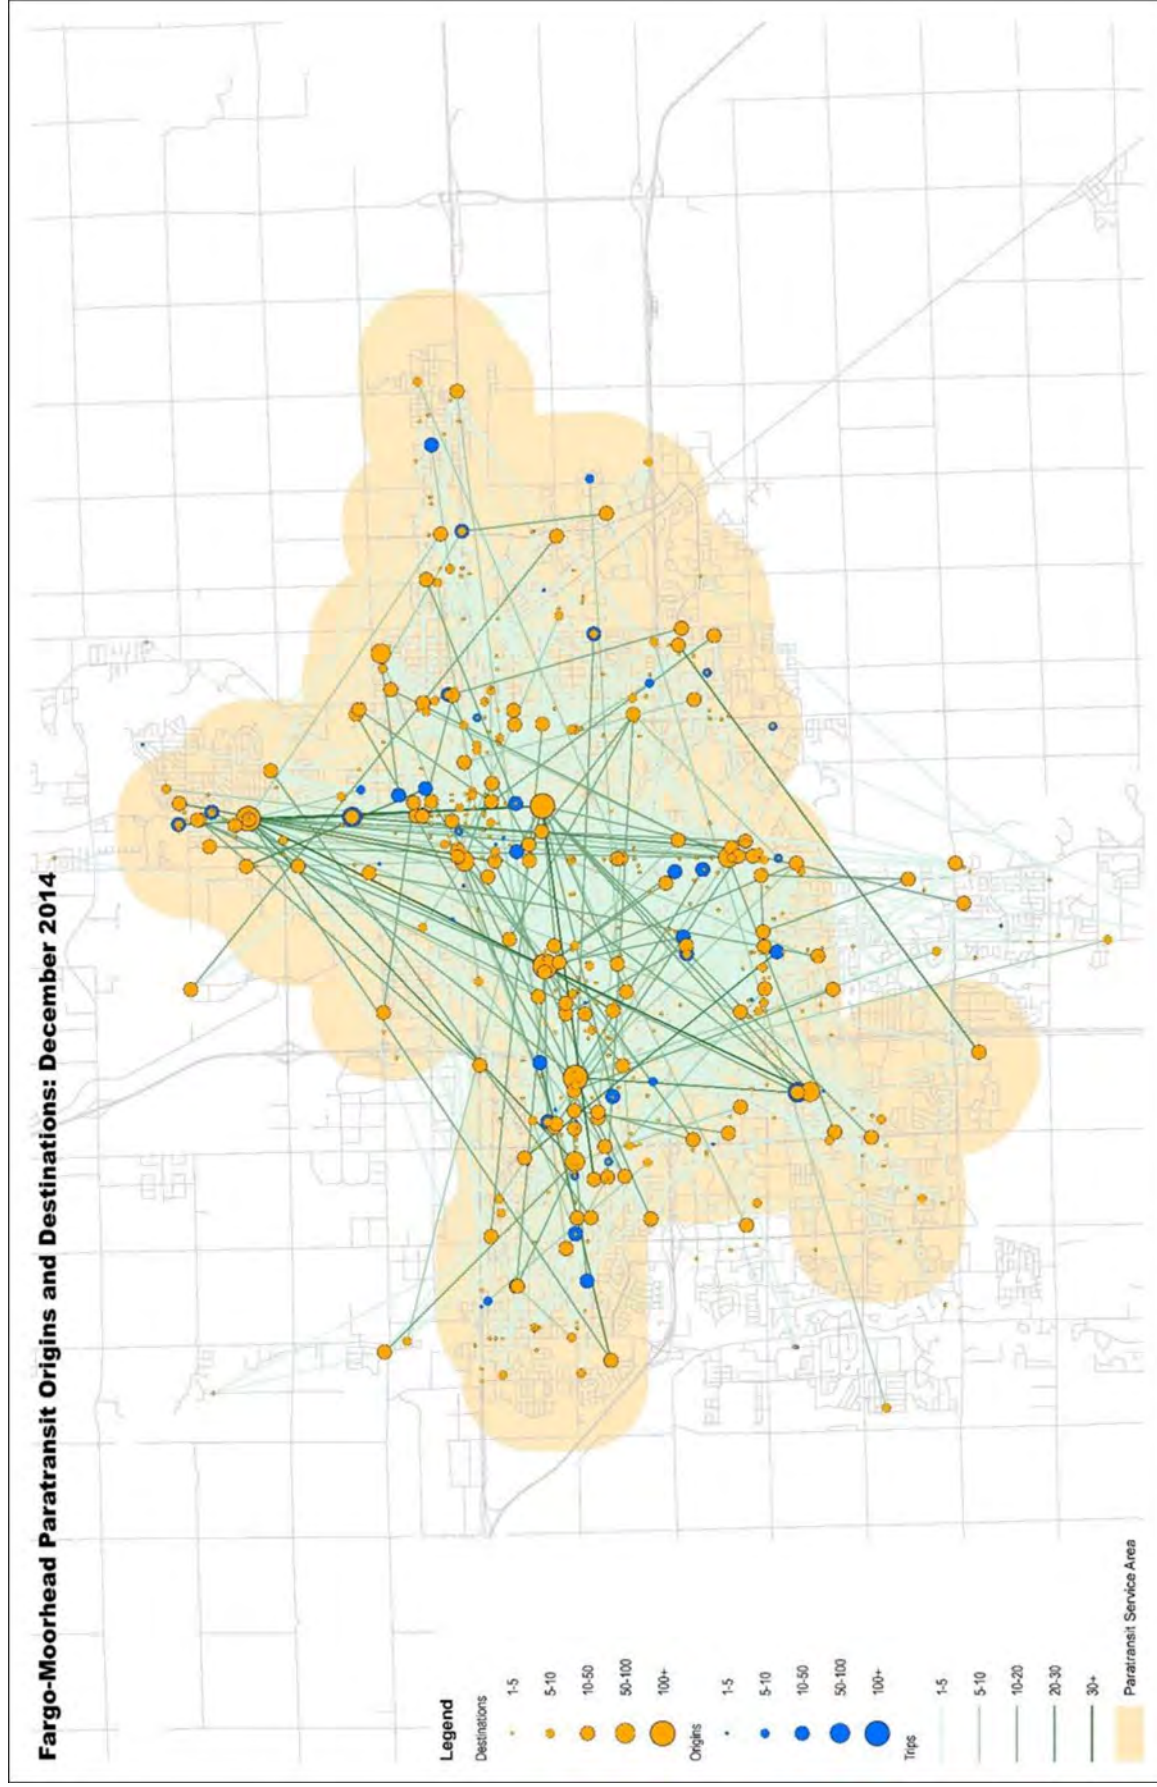 Fargo-Moorhead Paratransit Origins and Destinations: December 2014
Legend
Destinations
1-5
5-10
10-50
50-100
100+
Origins
1-5
5-10
10-50
50-100
100+
Trips
1-5
5-10
10-20
20-30
30+
Paratransit Service Area